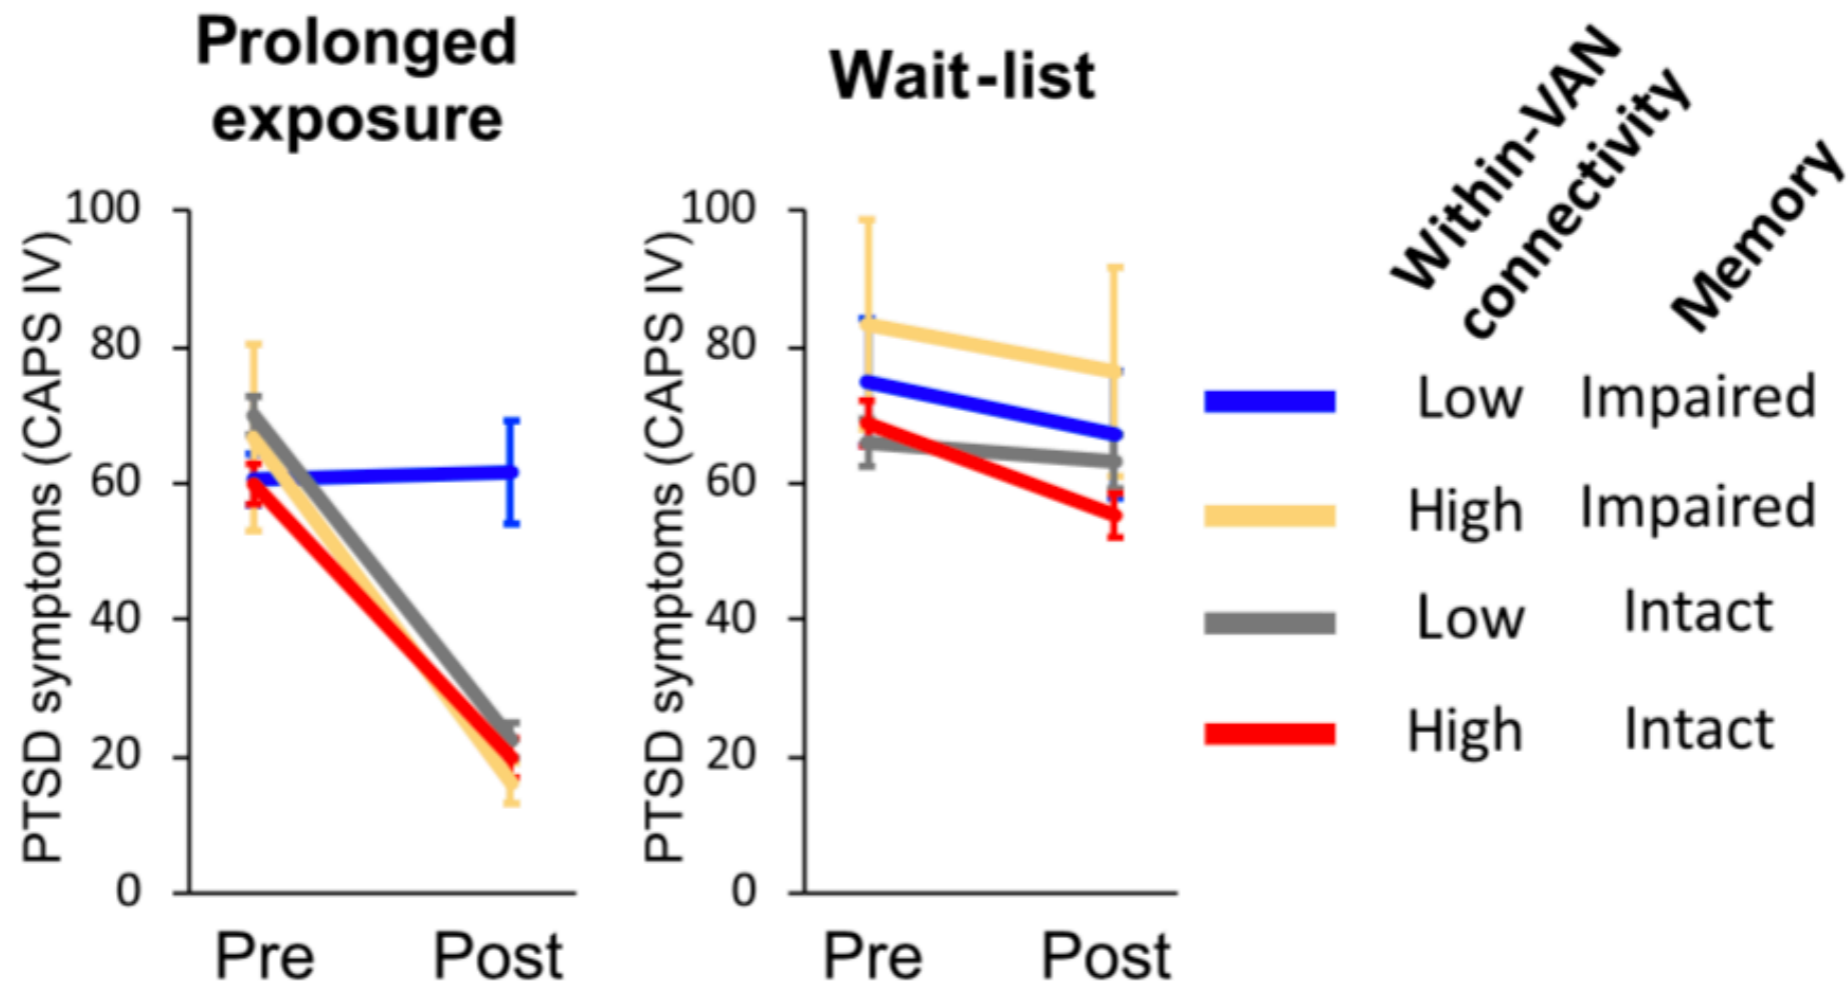 Prolonged
exposure
PTSD symptoms (CAPS IV)
100
80
60
40
20
0
Pre
Post
Wait-list
PTSD symptoms (CAPS IV)
100
80
60
40
20
0
Pre
Post
Within-VAN
connectivity
Memory
Low Impaired
High Impaired
Low Intact
High Intact